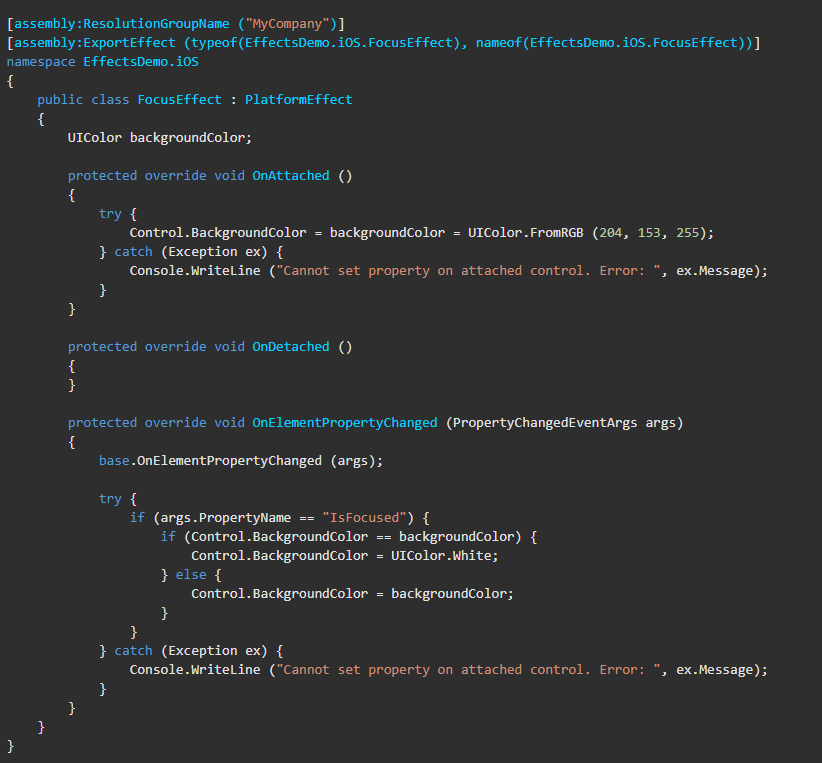 [assembly:ResolutionGroupName ("MyCompany")]
[assembly:ExportEffect (typeof(EffectsDemo.iOS.FocusEffect), nameof(EffectsDemo.iOS.FocusEffect))]
namespace EffectsDemo.iOS
{
    public class FocusEffect : PlatformEffect
    {
        UIColor backgroundColor;

        protected override void OnAttached ()
        {
            try {
                Control.BackgroundColor = backgroundColor = UIColor.FromRGB (204, 153, 255);
            } catch (Exception ex) {
                Console.WriteLine ("Cannot set property on attached control. Error: ", ex.Message);
            }
        }

        protected override void OnDetached ()
        {
        }

        protected override void OnElementPropertyChanged (PropertyChangedEventArgs args)
        {
            base.OnElementPropertyChanged (args);

            try {
                if (args.PropertyName == "IsFocused") {
                    if (Control.BackgroundColor == backgroundColor) {
                        Control.BackgroundColor = UIColor.White;
                    } else {
                        Control.BackgroundColor = backgroundColor;
                    }
                }
            } catch (Exception ex) {
                Console.WriteLine ("Cannot set property on attached control. Error: ", ex.Message);
            }
        }
    }
}